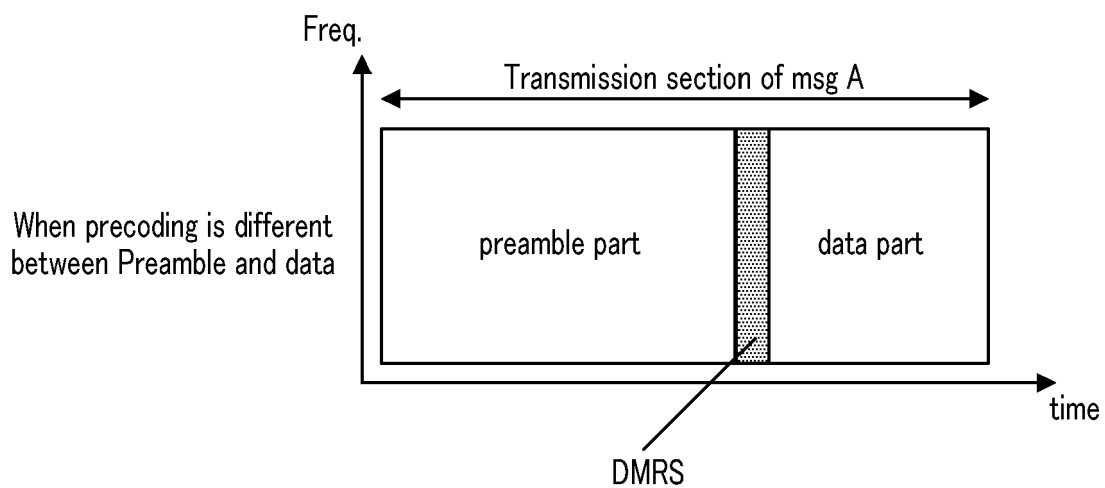 Freq.
Transmission section of msg A
When precoding is different
between Preamble and data
preamble part
data part
time
DMRS